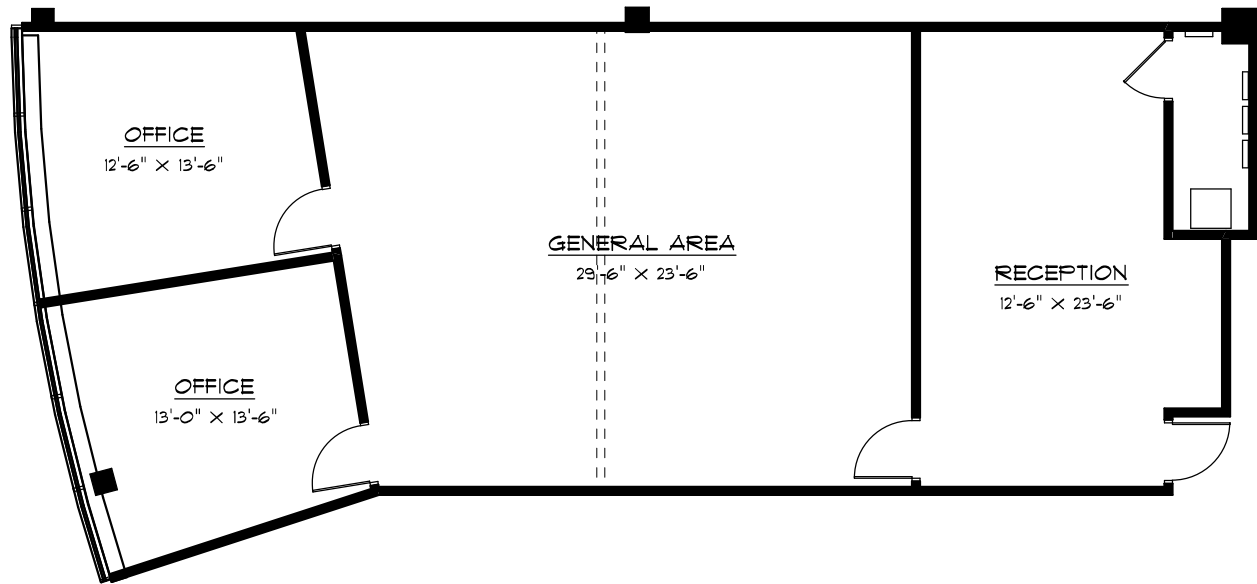 OFFICE
12'-6" X 13'-6"
GENERAL AREA
29'-6" X 23'-6"
RECEPTION
12'-6" X 23'-6"
OFFICE
13'-0" X 13'-6"